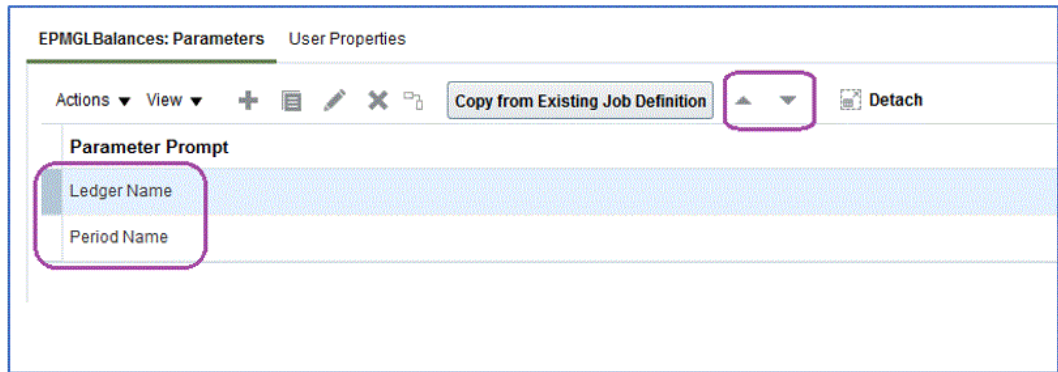 EPMGLBalances: Parameters User Properties
Actions View Copy from Existing Job Definition Detach
Parameter Prompt
Ledger Name
Period Name